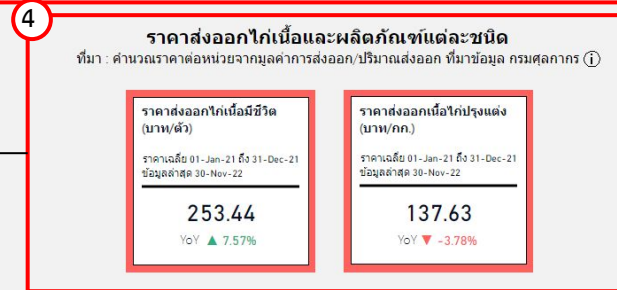 4
ราคาส่งออกไก่เนื้อและผลิตภัณฑ์แต่ละชนิด
ที่มา : คำนวณราคาต่อหน่วยจากมูลค่าการส่งออก/ปริมาณส่งออก ที่มาข้อมูล กรมศุลกากร i
ราคาส่งออกไก่เนื้อมีชีวิต
(บาท/ตัว)
ราคาเฉลี่ย 01-Jan-21 ถึง 31-Dec-21
ข้อมูลล่าสุด 30-Nov-22
253.44
YoY ▲ 7.57%
ราคาส่งออกเนื้อไก่ปรุงแต่ง
(บาท/กก.)
ราคาเฉลี่ย 01-Jan-21 ถึง 31-Dec-21
ข้อมูลล่าสุด 30-Nov-22
137.63
YoY ▼ -3.78%